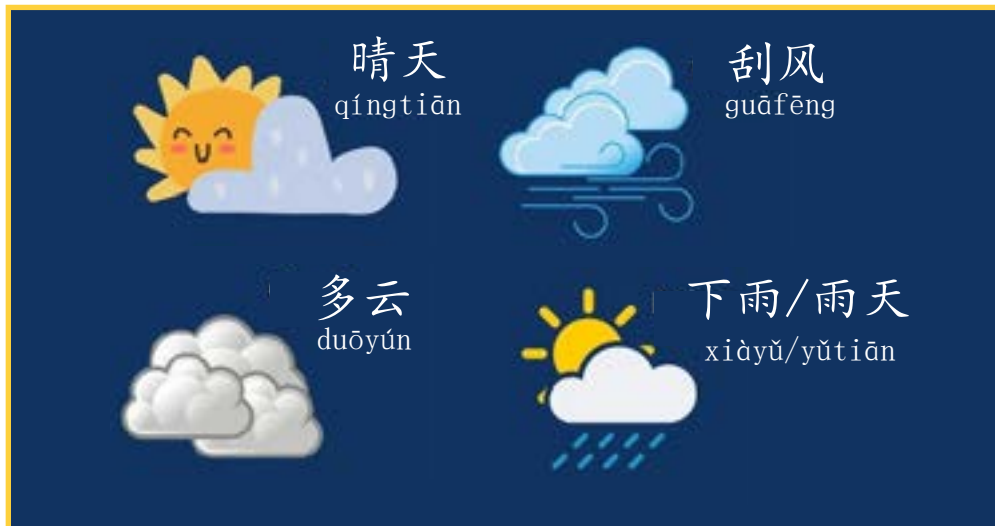 晴天
qíngtiān
刮风
guāfēng
多云
duōyún
下雨/雨天
xiàyǔ/yǔtiān